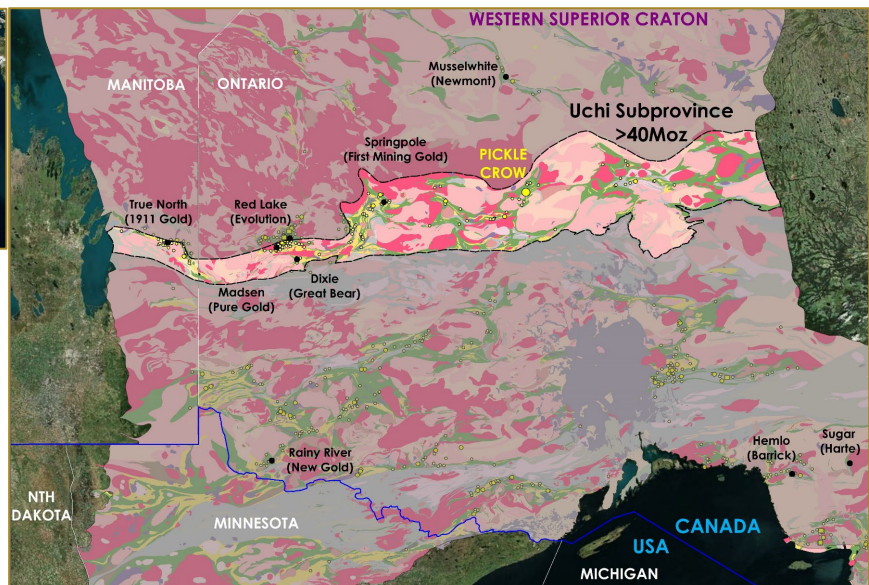 WESTERN SUPERIOR CRATON
MANITOBA
ONTARIO
Musselwhite
(Newmont)
Uchi Subprovince
>40Moz
Springpole
(First Mining Gold)
PICKLE
CROW
True North
(1911 Gold)
Red Lake
(Evolution)
Madsen
(Pure Gold)
Dixie
(Great Bear)
Rainy River
(New Gold)
Hemlo
(Barrick)
Sugar
(Harte)
NTH
DAKOTA
MINNESOTA
CANADA
USA
MICHIGAN